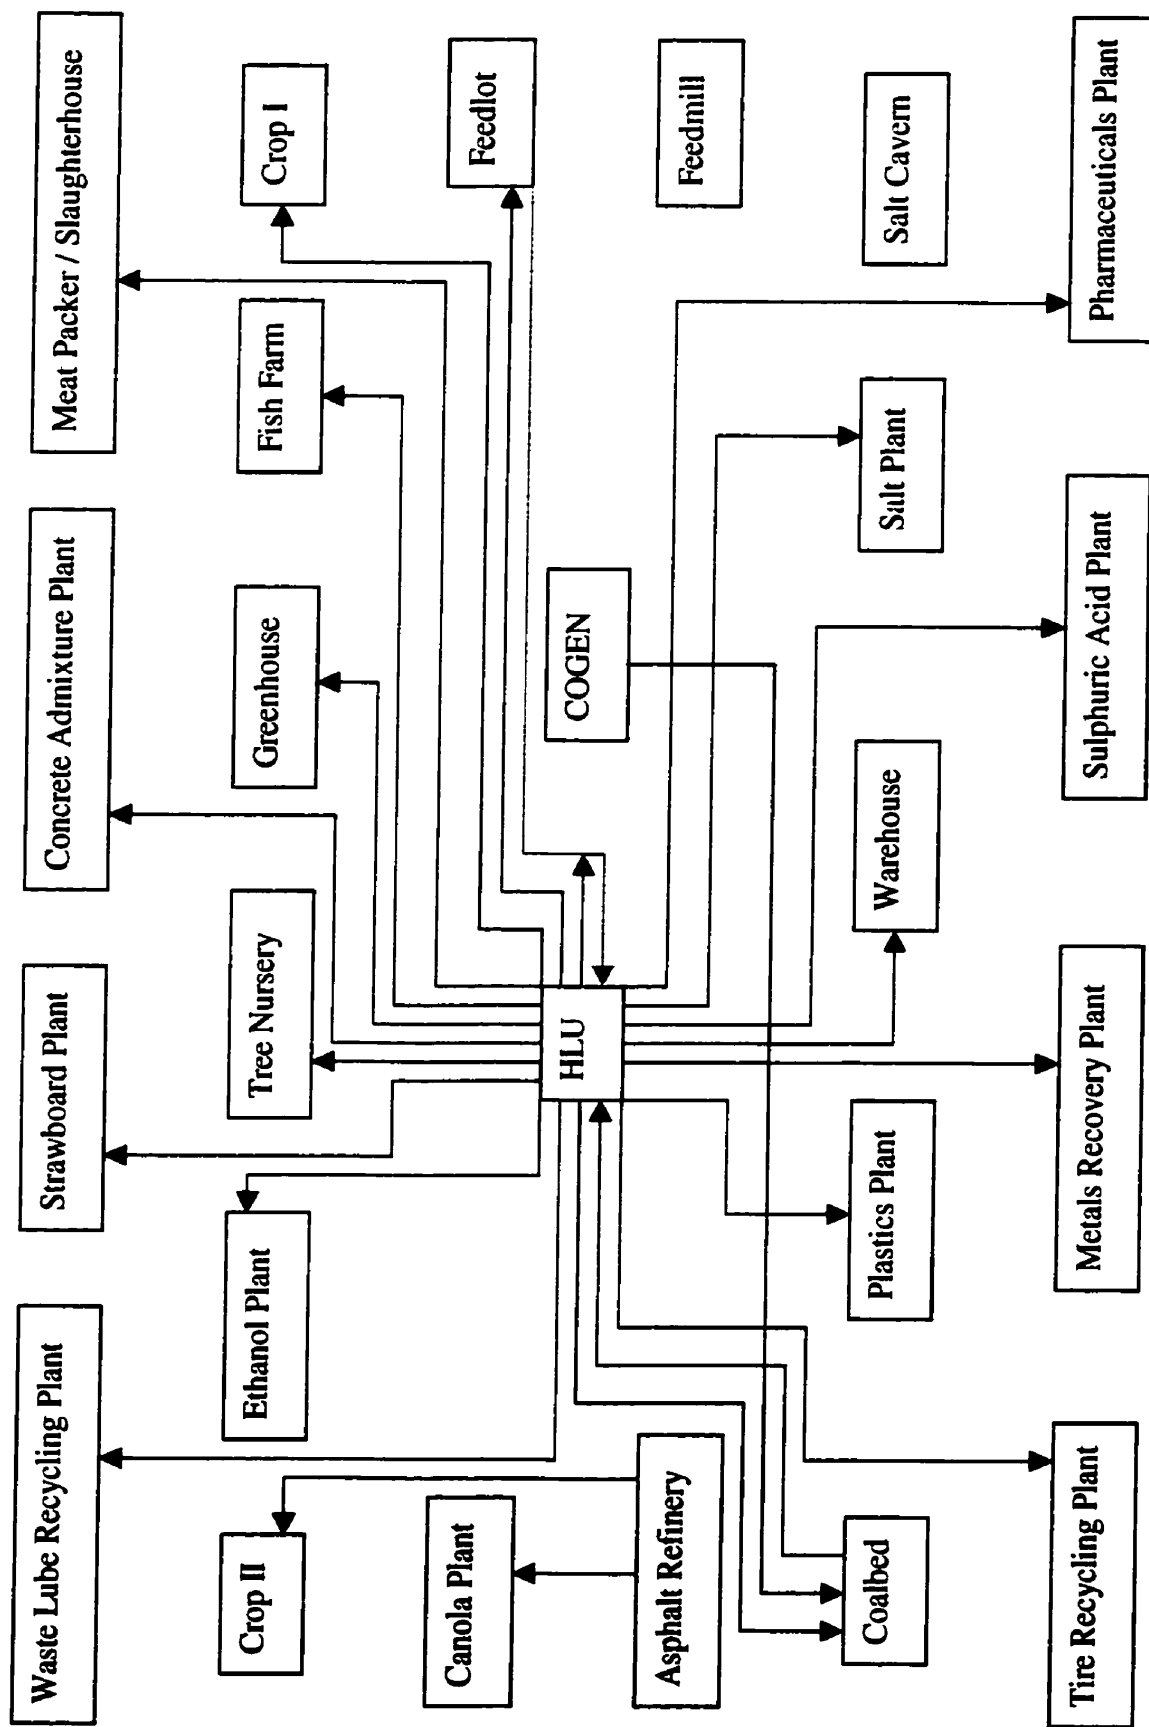 Waste Lube Recycling Plant
Strawboard Plant
Concrete Admixture Plant
Meat Packer / Slaughterhouse
Crop II
Ethanol Plant
Tree Nursery
Greenhouse
Fish Farm
Crop I
Canola Plant
Feedlot
Asphalt Refinery
HLU
COGEN
Feedmill
Coalbed
Plastics Plant
Warehouse
Salt Plant
Salt Cavern
Tire Recycling Plant
Metals Recovery Plant
Sulphuric Acid Plant
Pharmaceuticals Plant